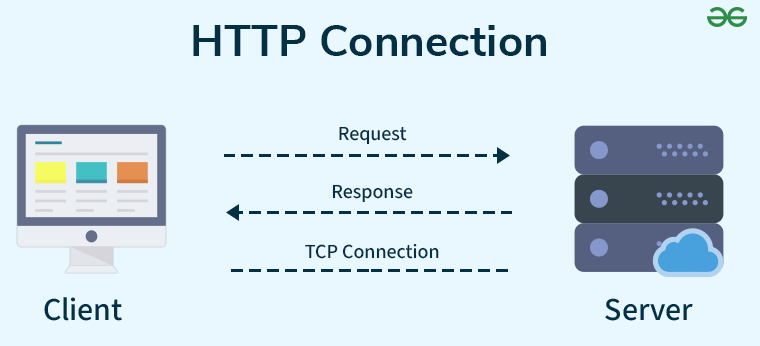 HTTP Connection
Request
Response
TCP Connection
Client
Server